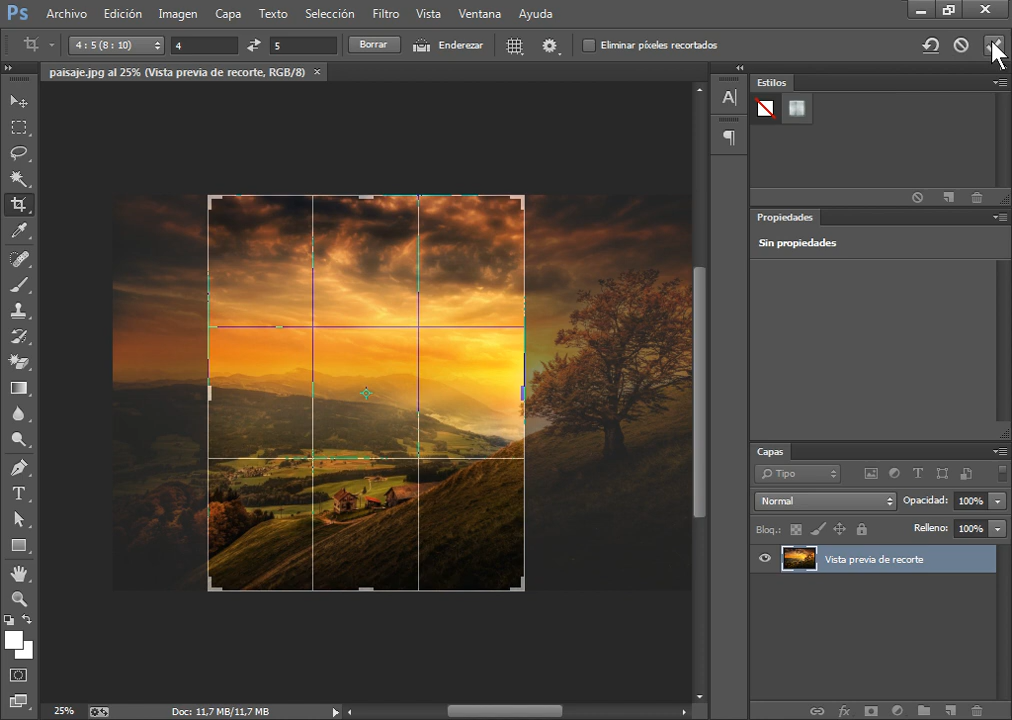 Ps Archivo Edición Imagen Capa Texto Selección Filtro Vista Ventana Ayuda
4 : 5 (8 : 10) 4 5 Borrar Enderezar Eliminar píxeles recortados
paisaje.jpg al 25% (Vista previa de recorte, RGB/8) ×
Estilos
Propiedades
Sin propiedades
Capas
Tipo
Normal Opacidad: 100%
Bloq.: Relleno: 100%
Vista previa de recorte
25% Doc: 11,7 MB/11,7 MB